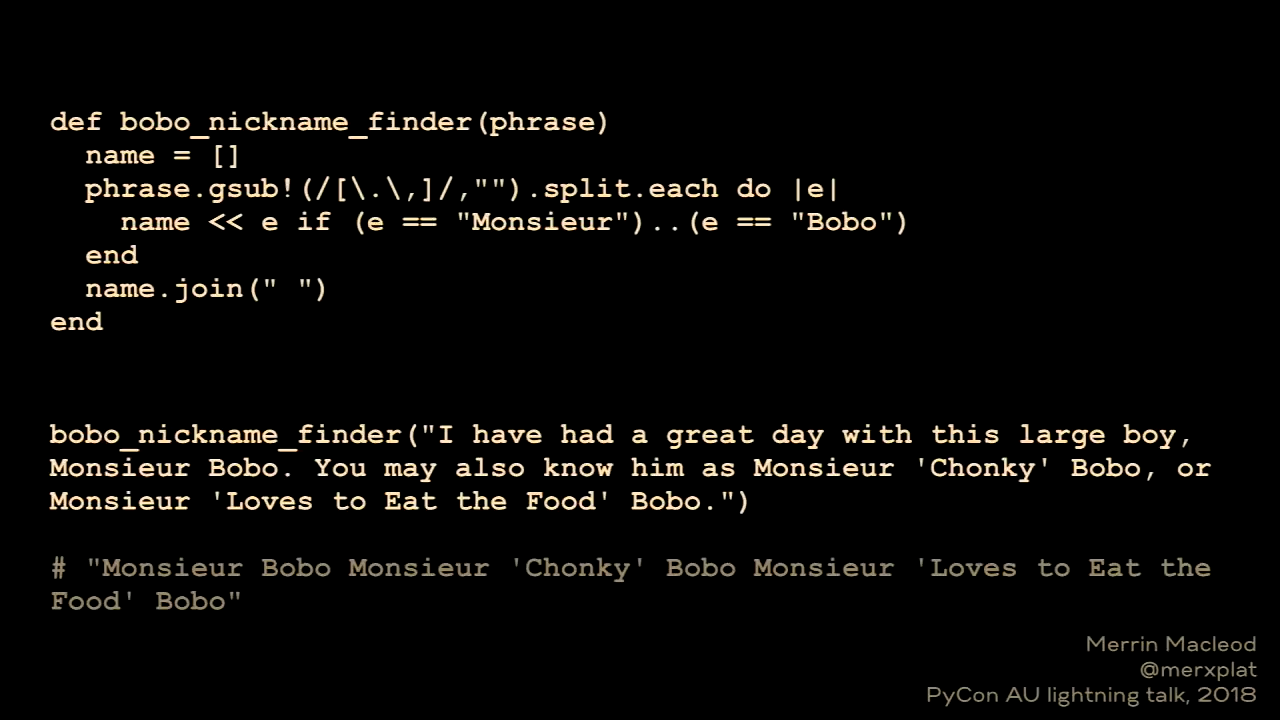 def bobo_nickname_finder(phrase)
  name = []
  phrase.gsub!(/[\.\,]/,"").split.each do |e|
    name << e if (e == "Monsieur")..(e == "Bobo")
  end
  name.join(" ")
end
bobo_nickname_finder("I have had a great day with this large boy,
Monsieur Bobo. You may also know him as Monsieur 'Chonky' Bobo, or
Monsieur 'Loves to Eat the Food' Bobo.")
# "Monsieur Bobo Monsieur 'Chonky' Bobo Monsieur 'Loves to Eat the
Food' Bobo"
Merrin Macleod
@merxplat
PyCon AU lightning talk, 2018